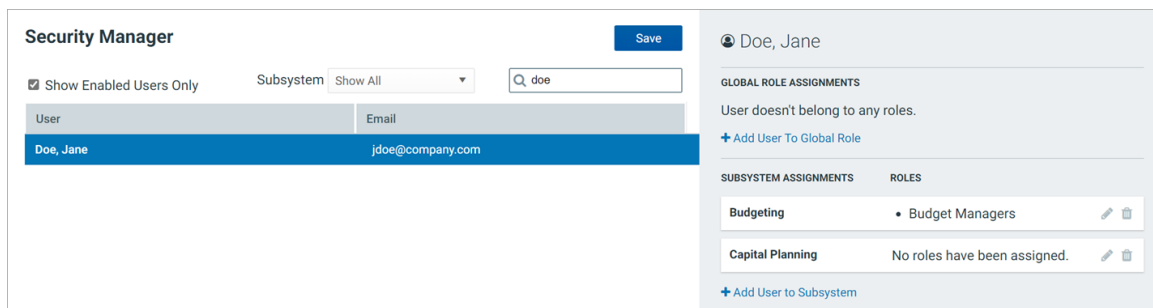 Security Manager
Save
Show Enabled Users Only
Subsystem Show All
doe
User Email
Doe, Jane jdoe@company.com
Doe, Jane
GLOBAL ROLE ASSIGNMENTS
User doesn't belong to any roles.
+ Add User To Global Role
SUBSYSTEM ASSIGNMENTS ROLES
Budgeting • Budget Managers
Capital Planning No roles have been assigned.
+ Add User to Subsystem